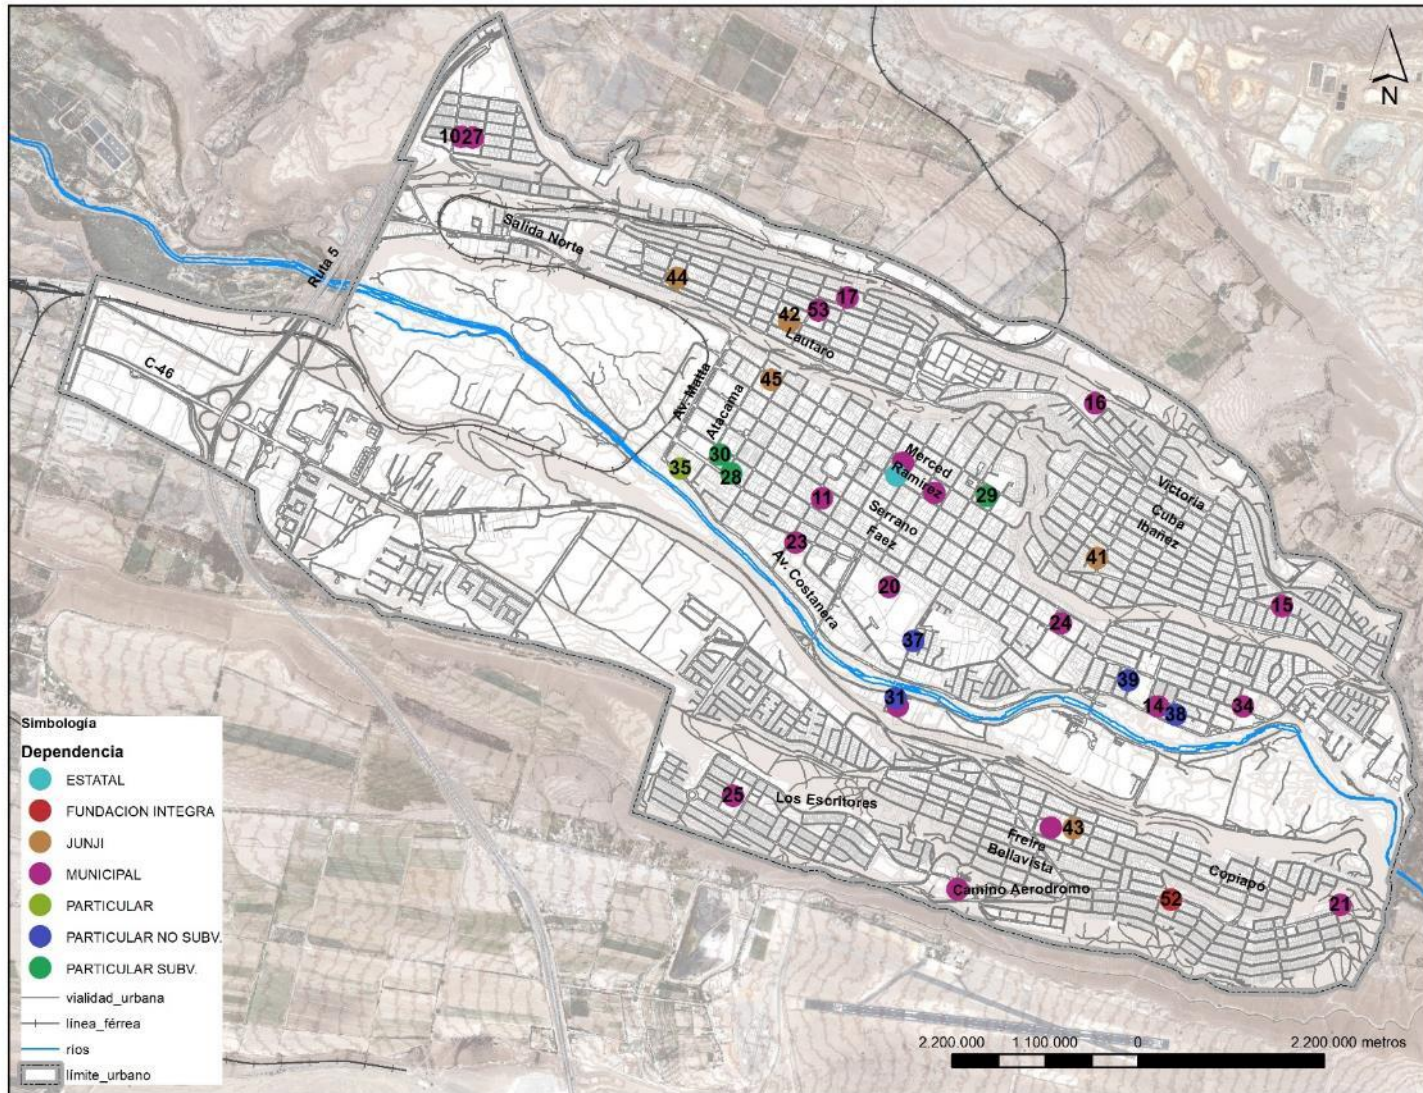 N
1027
Salida Norte
Ruta 5
44
17
53
42
Lautaro
C-46
Av. Matta
45
Atacama
16
30
35
28
Merced
Ramirez
29
Victoria
Cuba
Ibanez
11
Serrano
Faez
23
41
Av. Costanera
20
15
24
37
39
31
14
38
34
25
Los Escritores
43
Freire
Bellavista
Copiapó
Camino Aerodromo
52
21
Simbología
Dependencia
ESTATAL
FUNDACION INTEGRA
JUNJI
MUNICIPAL
PARTICULAR
PARTICULAR NO SUBV.
PARTICULAR SUBV.
vialidad_urbana
línea_férrea
ríos
límite_urbano
2.200.000 1.100.000 0 2.200.000 metros